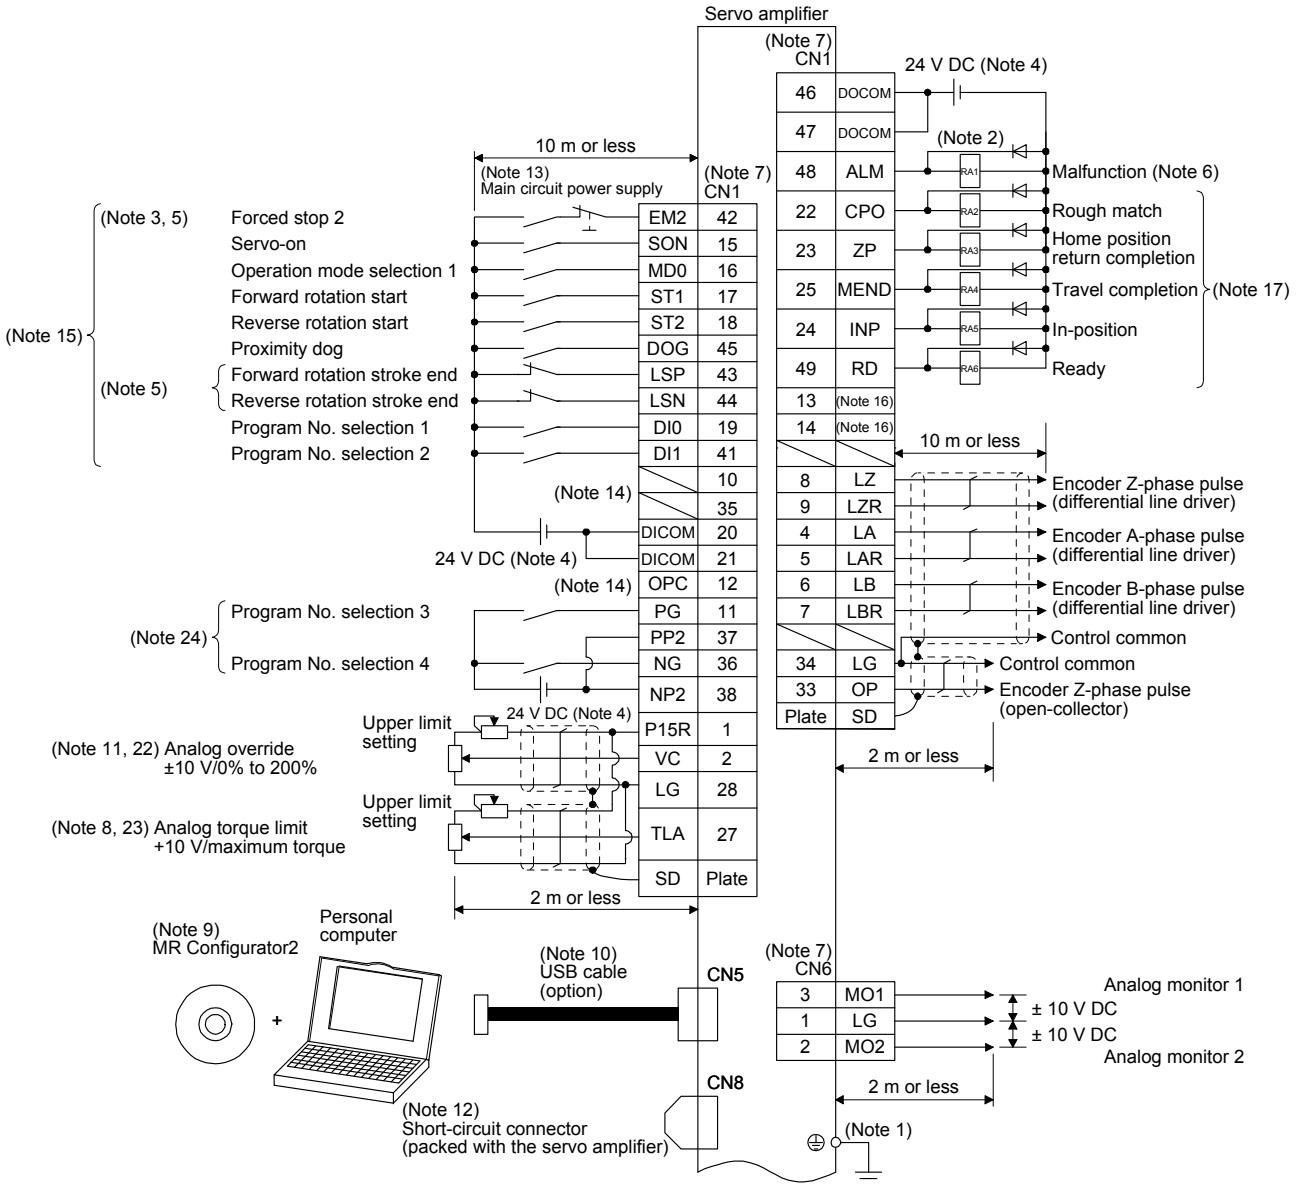 Servo amplifier
(Note 7)
CN1
24 V DC (Note 4)
46 DOCOM
47 DOCOM
(Note 2)
48 ALM RA1 Malfunction (Note 6)
22 CPO RA2 Rough match
23 ZP RA3 Home position
return completion
25 MEND RA4 Travel completion
24 INP RA5 In-position
49 RD RA6 Ready
(Note 17)
13 (Note 16)
14 (Note 16)
10 m or less
8 LZ Encoder Z-phase pulse
9 LZR (differential line driver)
4 LA Encoder A-phase pulse
5 LAR (differential line driver)
6 LB Encoder B-phase pulse
7 LBR (differential line driver)
Control common
34 LG Control common
33 OP Encoder Z-phase pulse
(open-collector)
Plate SD
2 m or less
10 m or less
(Note 13)
Main circuit power supply
(Note 7)
CN1
(Note 15)
(Note 3, 5) Forced stop 2 EM2 42
Servo-on SON 15
Operation mode selection 1 MD0 16
Forward rotation start ST1 17
Reverse rotation start ST2 18
Proximity dog DOG 45
(Note 5)
Forward rotation stroke end LSP 43
Reverse rotation stroke end LSN 44
Program No. selection 1 DI0 19
Program No. selection 2 DI1 41
10
(Note 14)
35
DICOM 20
24 V DC (Note 4) DICOM 21
(Note 14) OPC 12
(Note 24)
Program No. selection 3 PG 11
PP2 37
Program No. selection 4 NG 36
NP2 38
24 V DC (Note 4)
Upper limit
setting
P15R 1
(Note 11, 22) Analog override
±10 V/0% to 200%
VC 2
LG 28
Upper limit
setting
(Note 8, 23) Analog torque limit
+10 V/maximum torque
TLA 27
SD Plate
2 m or less
(Note 9)
MR Configurator2
+
Personal
computer
(Note 10)
USB cable
(option)
CN5
(Note 7)
CN6
3 MO1 Analog monitor 1
± 10 V DC
1 LG
± 10 V DC
2 MO2 Analog monitor 2
2 m or less
CN8
(Note 12)
Short-circuit connector
(packed with the servo amplifier)
(Note 1)